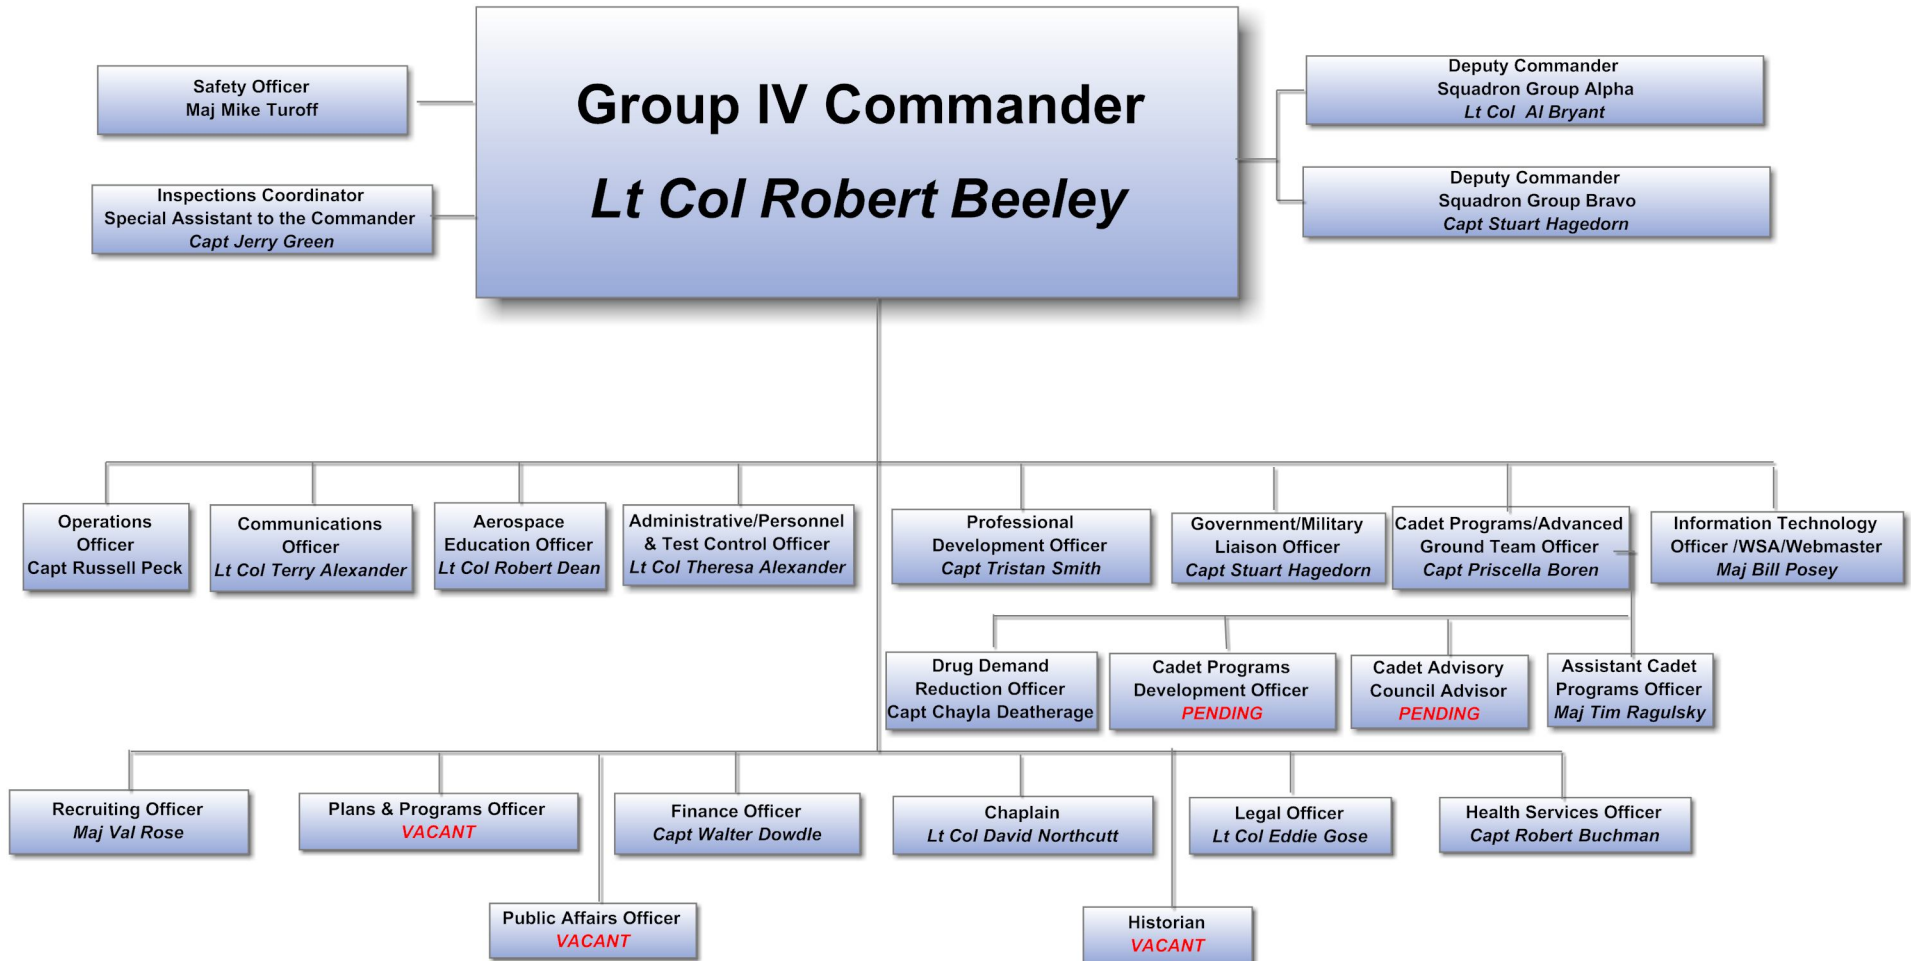 Group IV Commander
Lt Col Robert Beeley
Safety Officer
Maj Mike Turoff
Inspections Coordinator
Special Assistant to the Commander
Capt Jerry Green
Deputy Commander
Squadron Group Alpha
Lt Col Al Bryant
Deputy Commander
Squadron Group Bravo
Capt Stuart Hagedorn
Operations
Officer
Capt Russell Peck
Communications
Officer
Lt Col Terry Alexander
Aerospace
Education Officer
Lt Col Robert Dean
Administrative/Personnel
& Test Control Officer
Lt Col Theresa Alexander
Professional
Development Officer
Capt Tristan Smith
Government/Military
Liaison Officer
Capt Stuart Hagedorn
Cadet Programs/Advanced
Ground Team Officer
Capt Priscella Boren
Information Technology
Officer /WSA/Webmaster
Maj Bill Posey
Drug Demand
Reduction Officer
Capt Chayla Deatherage
Cadet Programs
Development Officer
PENDING
Cadet Advisory
Council Advisor
PENDING
Assistant Cadet
Programs Officer
Maj Tim Ragulsky
Recruiting Officer
Maj Val Rose
Plans & Programs Officer
VACANT
Finance Officer
Capt Walter Dowdle
Chaplain
Lt Col David Northcutt
Legal Officer
Lt Col Eddie Gose
Health Services Officer
Capt Robert Buchman
Public Affairs Officer
VACANT
Historian
VACANT